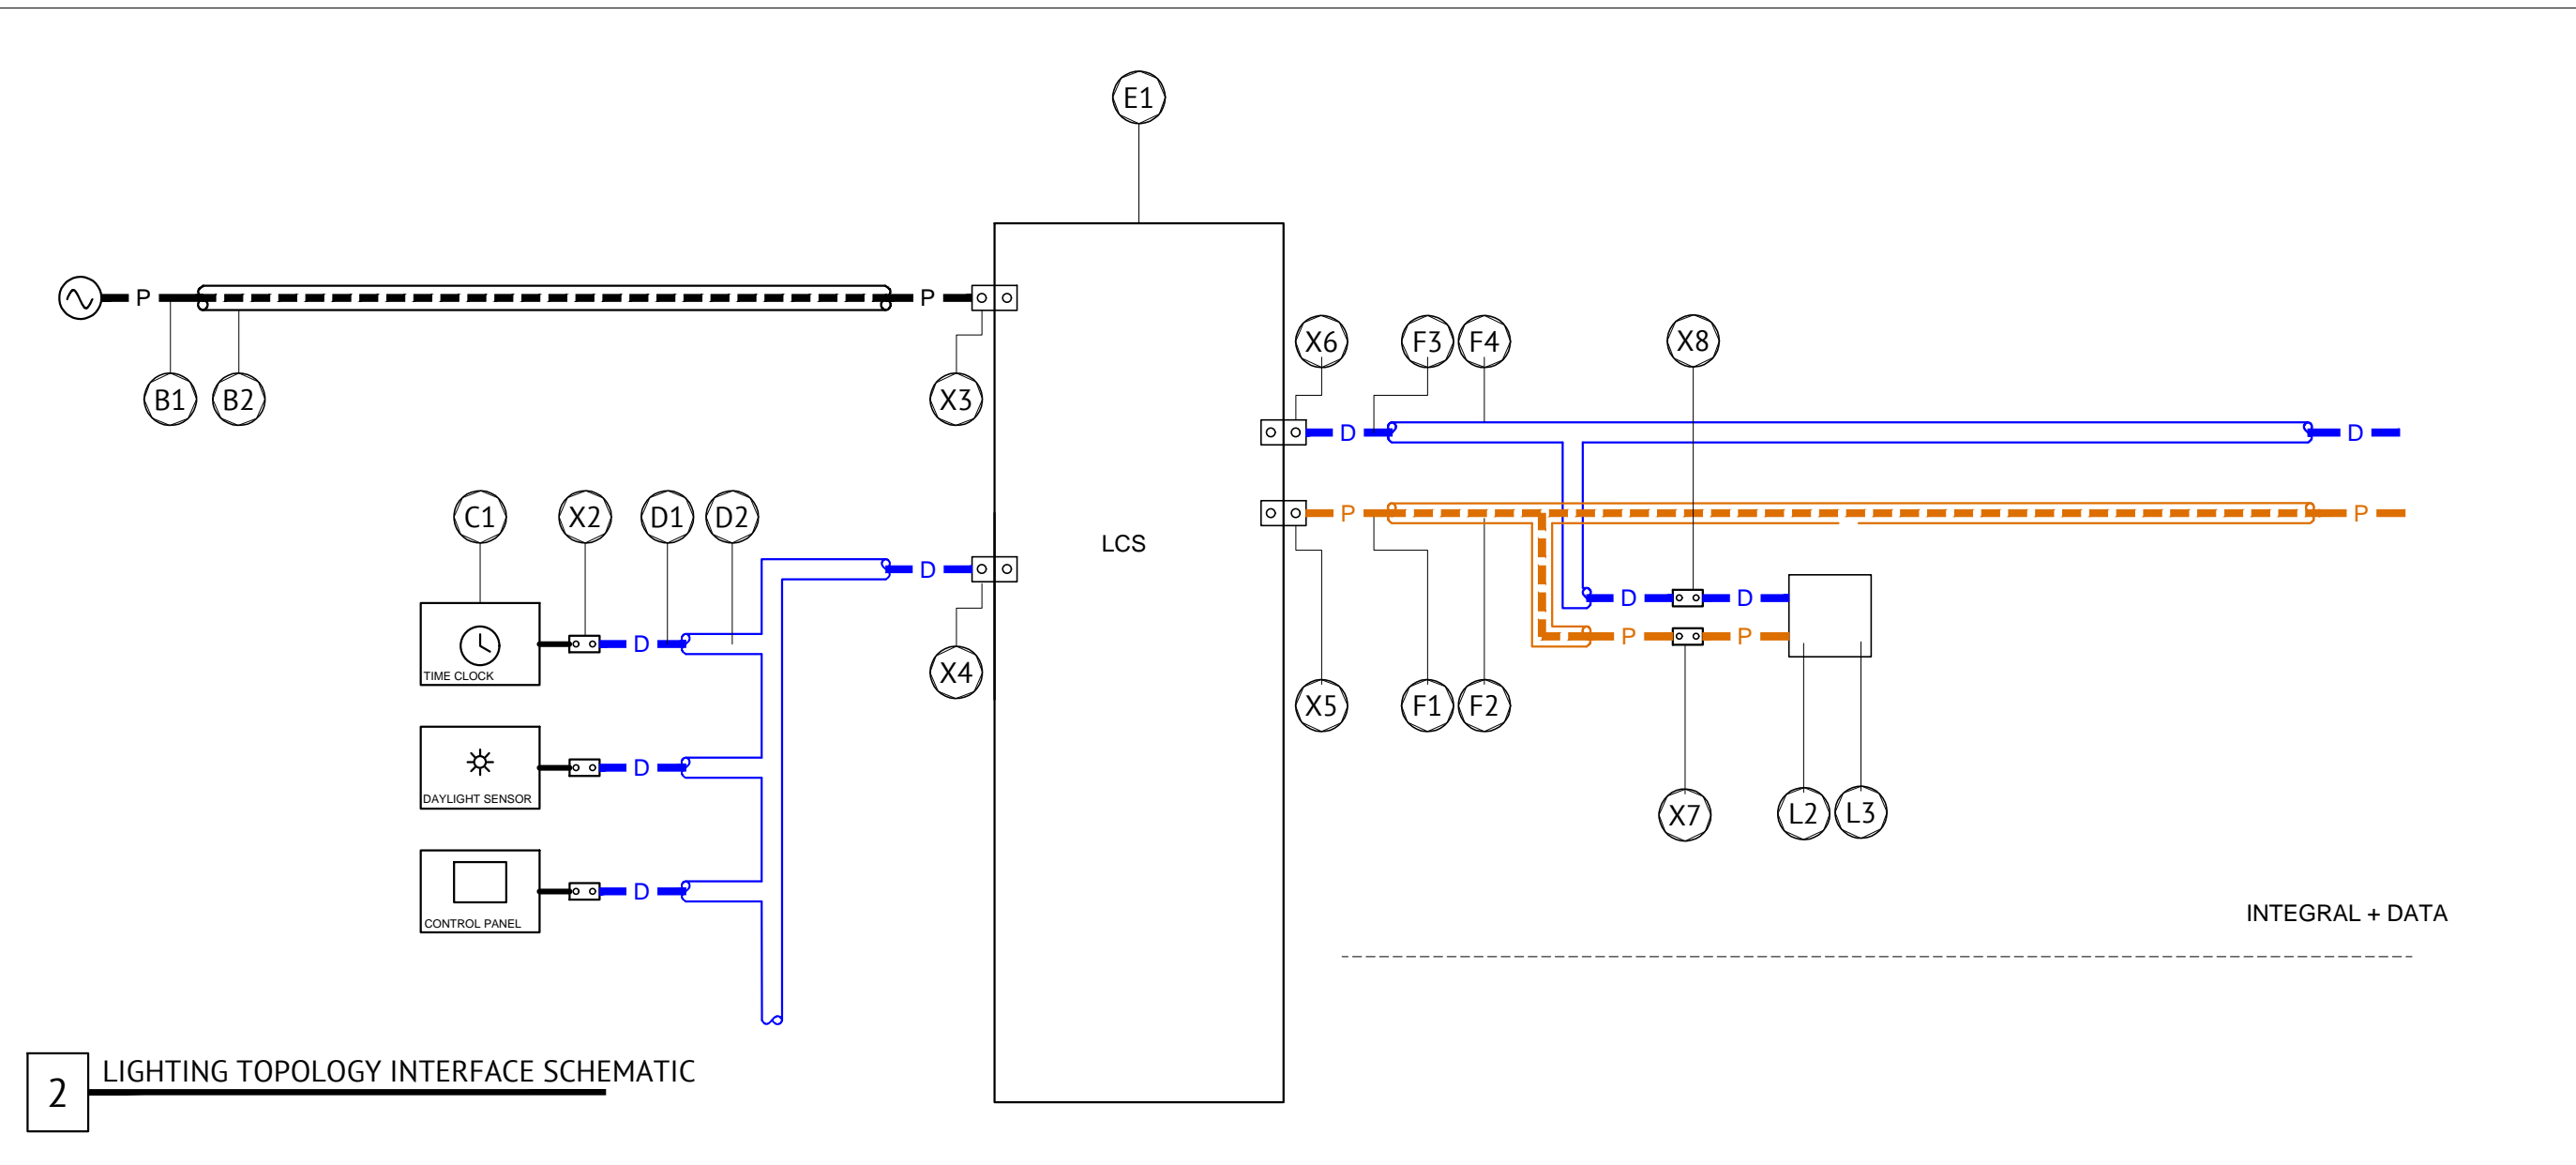 E1
P
P
B1
B2
X3
X6
F3
F4
X8
D
D
C1
X2
D1
D2
P
P
LCS
D
D
D
D
P
P
TIME CLOCK
X4
X5
F1
F2
D
DAYLIGHT SENSOR
X7
L2
L3
D
CONTROL PANEL
INTEGRAL + DATA
2
LIGHTING TOPOLOGY INTERFACE SCHEMATIC